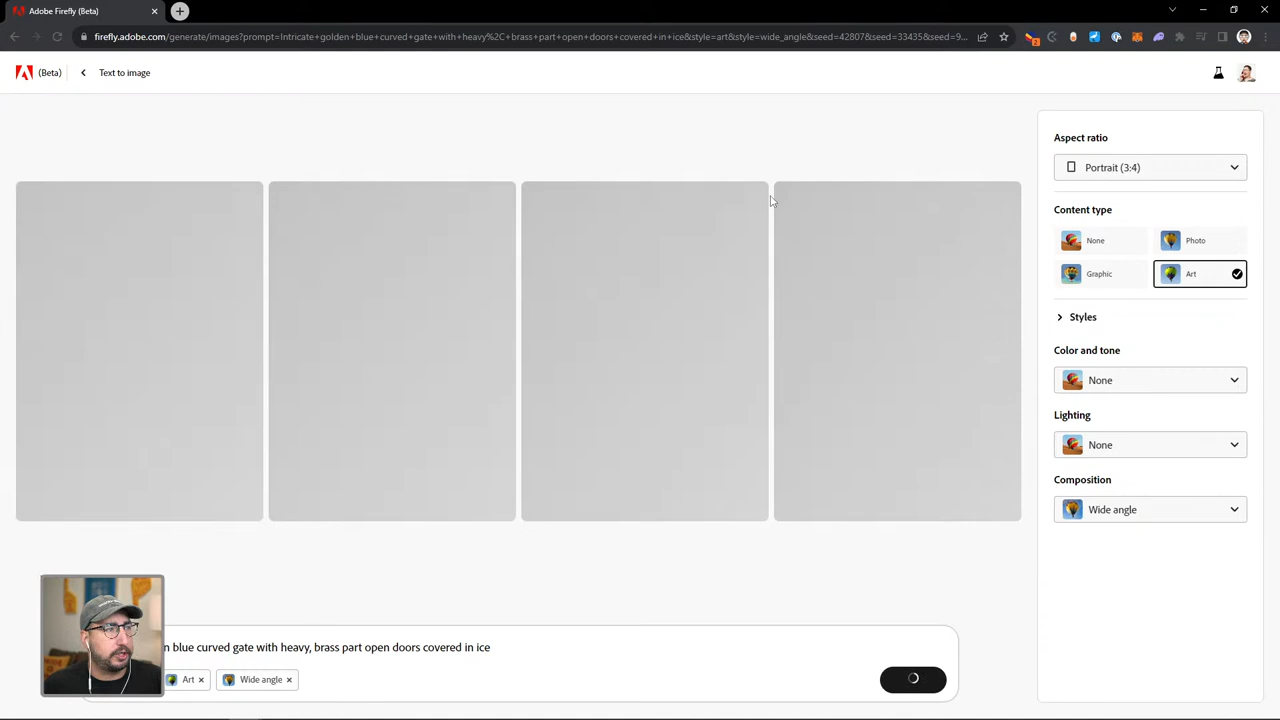 Adobe Firefly (Beta)
firefly.adobe.com/generate/images?prompt=Intricate+golden+blue+curved+gate+with+heavy%2C+brass+part+open+doors+covered+in+ice&style=art&style=wide_angle&seed=42807&seed=33435&seed=9...
(Beta)
Text to image
Aspect ratio
Portrait (3:4)
Content type
None
Photo
Graphic
Art
Styles
Color and tone
None
Lighting
None
Composition
Wide angle
n blue curved gate with heavy, brass part open doors covered in ice
Art
Wide angle